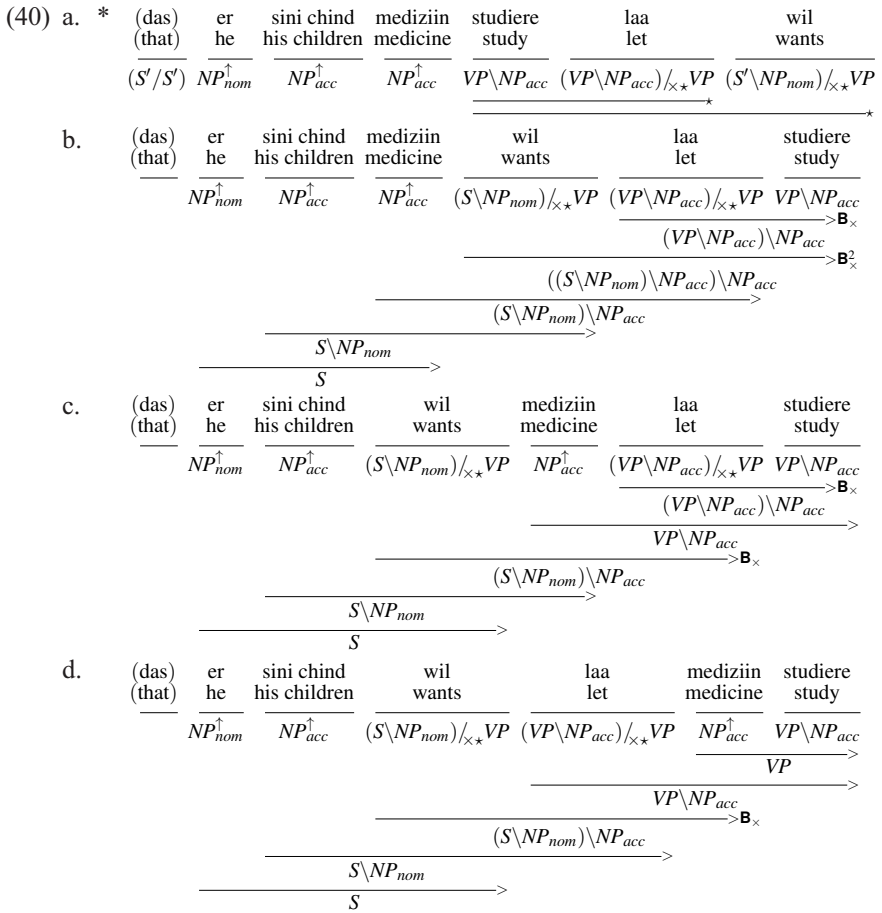 (40) a. * (das) er sini chind mediziin studiere laa wil
(that) he his children medicine study let wants
(S′/S′) NP↑nom NP↑acc NP↑acc VP\NPacc (VP\NPacc)/×⋆VP (S′\NPnom)/×⋆VP
⋆
⋆
b. (das) er sini chind mediziin wil laa studiere
(that) he his children medicine wants let study
NP↑nom NP↑acc NP↑acc (S\NPnom)/×⋆VP (VP\NPacc)/×⋆VP VP\NPacc
>B×
(VP\NPacc)\NPacc
>B²×
((S\NPnom)\NPacc)\NPacc
>
(S\NPnom)\NPacc
>
S\NPnom
>
S
c. (das) er sini chind wil mediziin laa studiere
(that) he his children wants medicine let study
NP↑nom NP↑acc (S\NPnom)/×⋆VP NP↑acc (VP\NPacc)/×⋆VP VP\NPacc
>B×
(VP\NPacc)\NPacc
>
VP\NPacc
>B×
(S\NPnom)\NPacc
>
S\NPnom
>
S
d. (das) er sini chind wil laa mediziin studiere
(that) he his children wants let medicine study
NP↑nom NP↑acc (S\NPnom)/×⋆VP (VP\NPacc)/×⋆VP NP↑acc VP\NPacc
>
VP
>
VP\NPacc
>B×
(S\NPnom)\NPacc
>
S\NPnom
>
S